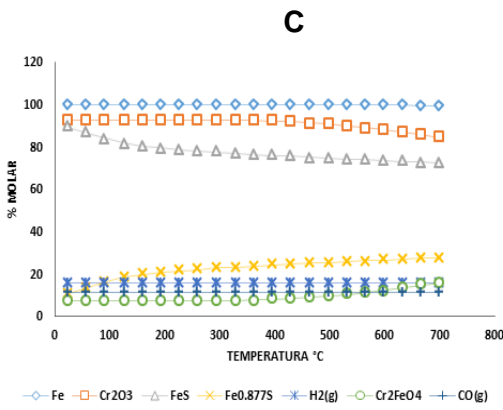 C
120
100
80
60
40
20
0
% MOLAR
0 100 200 300 400 500 600 700 800
TEMPERATURA °C
Fe Cr2O3 FeS Fe0.877S H2(g) Cr2FeO4 CO(g)